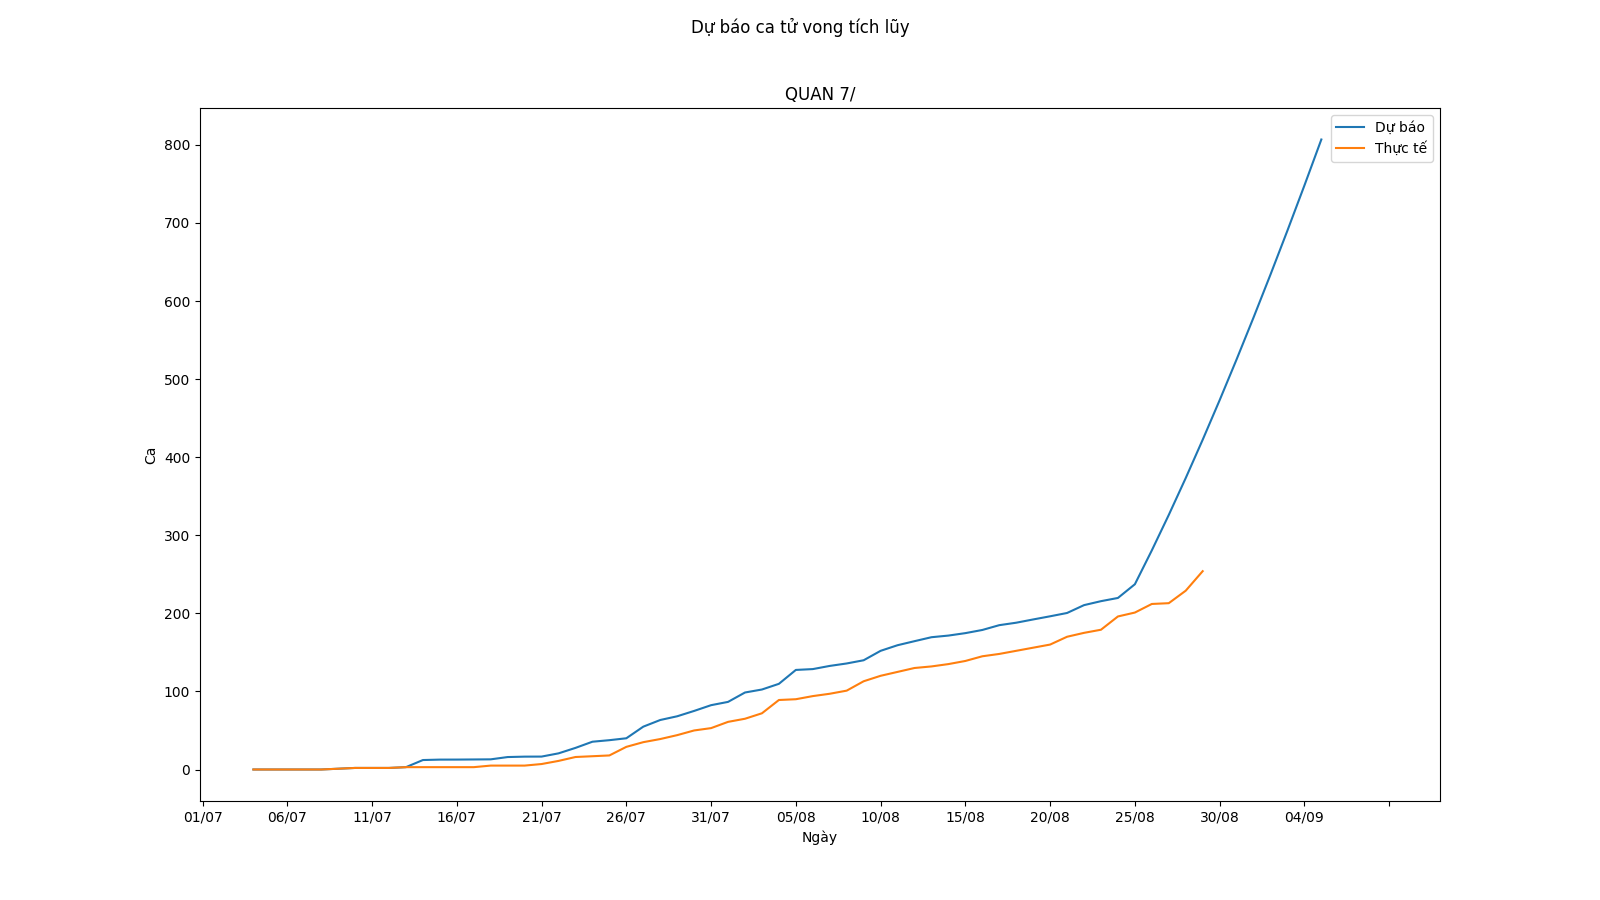 Dự báo ca tử vong tích lũy
QUAN 7/
Dự báo
Thực tế
800
700
600
500
400
300
200
100
0
Ca
01/07 06/07 11/07 16/07 21/07 26/07 31/07 05/08 10/08 15/08 20/08 25/08 30/08 04/09
Ngày